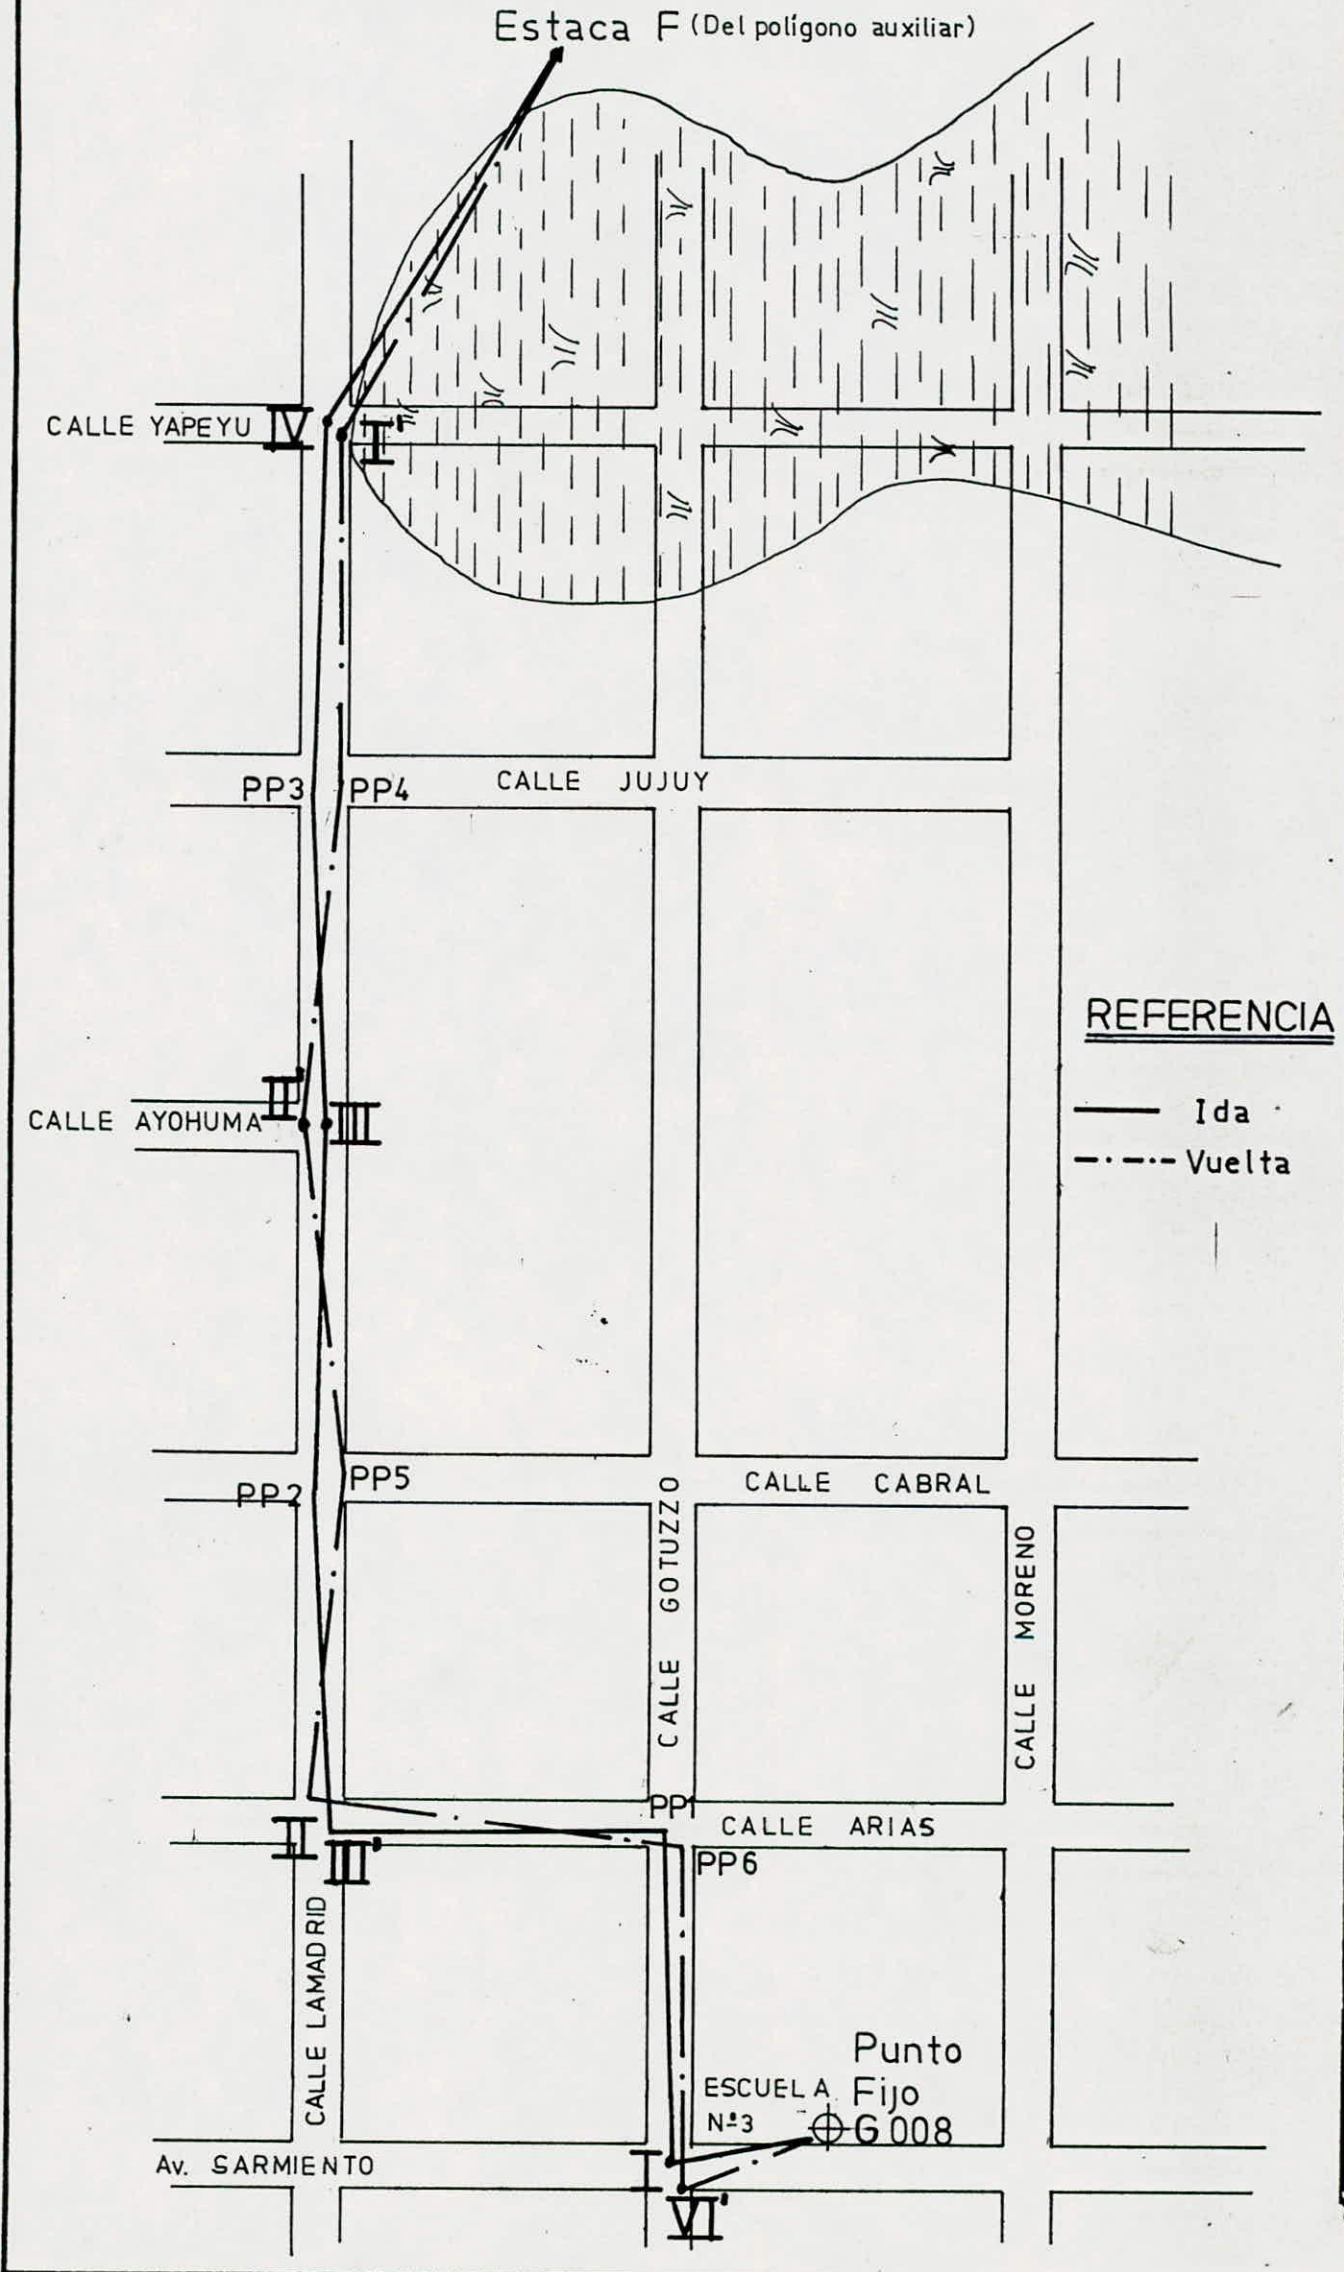 Estaca F (Del polígono auxiliar)
CALLE YAPEYU IV I'
PP3 PP4 CALLE JUJUY
REFERENCIA
II'
CALLE AYOHUMA III
Ida
Vuelta
PP2 PP5 CALLE CABRAL
CALLE GOTUZZO
CALLE MORENO
PP1
CALLE ARIAS
II III' PP6
CALLE LAMADRID
Punto
Fijo
G 008
ESCUELA
Nº3
Av. SARMIENTO I
VI'